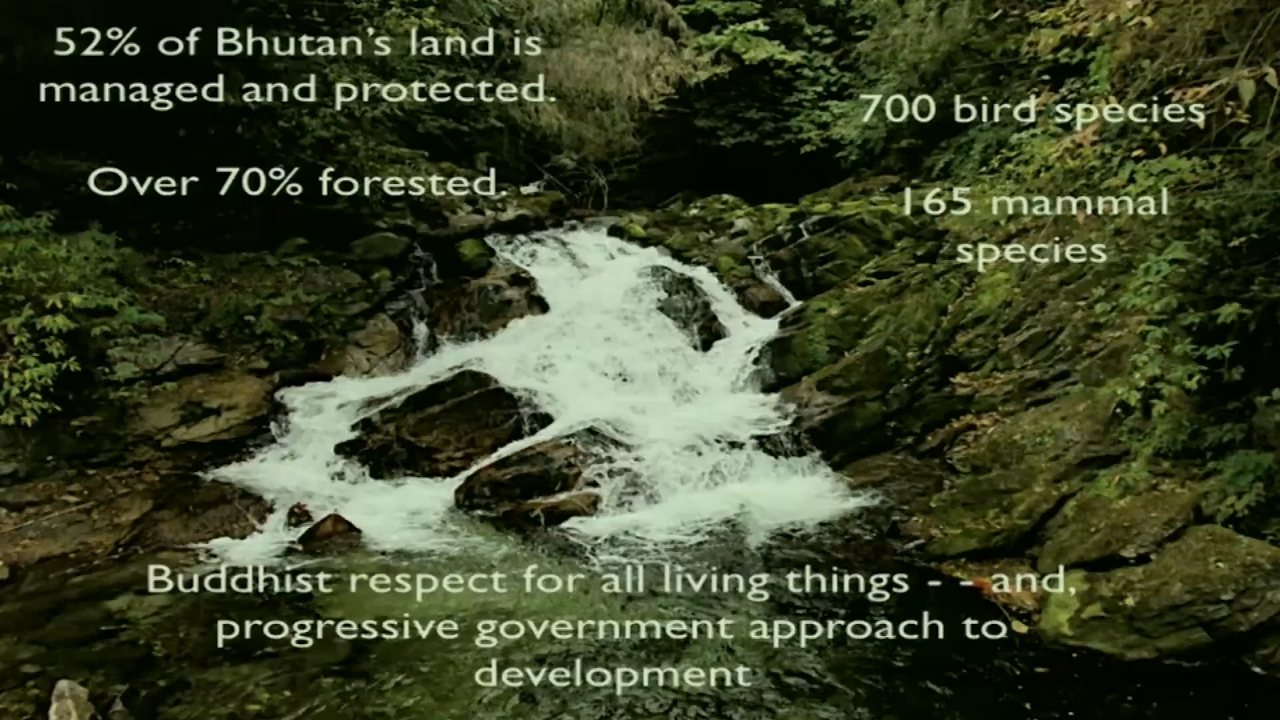 52% of Bhutan's land is
managed and protected.
Over 70% forested.
700 bird species
165 mammal
species
Buddhist respect for all living things - - and,
progressive government approach to
development